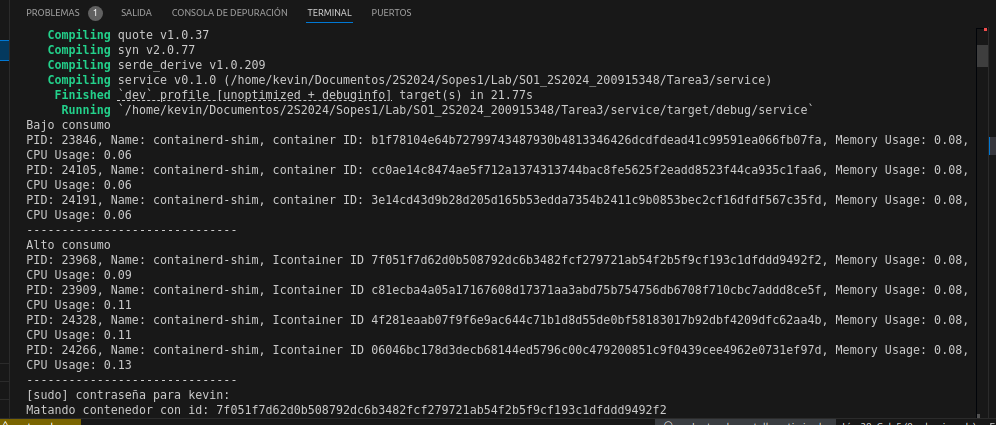 PROBLEMAS 1 SALIDA CONSOLA DE DEPURACIÓN TERMINAL PUERTOS
Compiling quote v1.0.37
Compiling syn v2.0.77
Compiling serde_derive v1.0.209
Compiling service v0.1.0 (/home/kevin/Documentos/2S2024/Sopes1/Lab/SO1_2S2024_200915348/Tarea3/service)
Finished `dev` profile [unoptimized + debuginfo] target(s) in 21.77s
Running `/home/kevin/Documentos/2S2024/Sopes1/Lab/SO1_2S2024_200915348/Tarea3/service/target/debug/service`
Bajo consumo
PID: 23846, Name: containerd-shim, container ID: b1f78104e64b72799743487930b4813346426dcdfdead41c99591ea066fb07fa, Memory Usage: 0.08,
CPU Usage: 0.06
PID: 24105, Name: containerd-shim, container ID: cc0ae14c8474ae5f712a1374313744bac8fe5625f2eadd8523f44ca935c1faa6, Memory Usage: 0.08,
CPU Usage: 0.06
PID: 24191, Name: containerd-shim, container ID: 3e14cd43d9b28d205d165b53edda7354b2411c9b0853bec2cf16dfdf567c35fd, Memory Usage: 0.08,
CPU Usage: 0.06
------------------------------
Alto consumo
PID: 23968, Name: containerd-shim, Icontainer ID 7f051f7d62d0b508792dc6b3482fcf279721ab54f2b5f9cf193c1dfddd9492f2, Memory Usage: 0.08,
CPU Usage: 0.09
PID: 23909, Name: containerd-shim, Icontainer ID c81ecba4a05a17167608d17371aa3abd75b754756db6708f710cbc7addd8ce5f, Memory Usage: 0.08,
CPU Usage: 0.11
PID: 24328, Name: containerd-shim, Icontainer ID 4f281eaab07f9f6e9ac644c71b1d8d55de0bf58183017b92dbf4209dfc62aa4b, Memory Usage: 0.08,
CPU Usage: 0.11
PID: 24266, Name: containerd-shim, Icontainer ID 06046bc178d3decb68144ed5796c00c479200851c9f0439cee4962e0731ef97d, Memory Usage: 0.08,
CPU Usage: 0.13
------------------------------
[sudo] contraseña para kevin:
Matando contenedor con id: 7f051f7d62d0b508792dc6b3482fcf279721ab54f2b5f9cf193c1dfddd9492f2